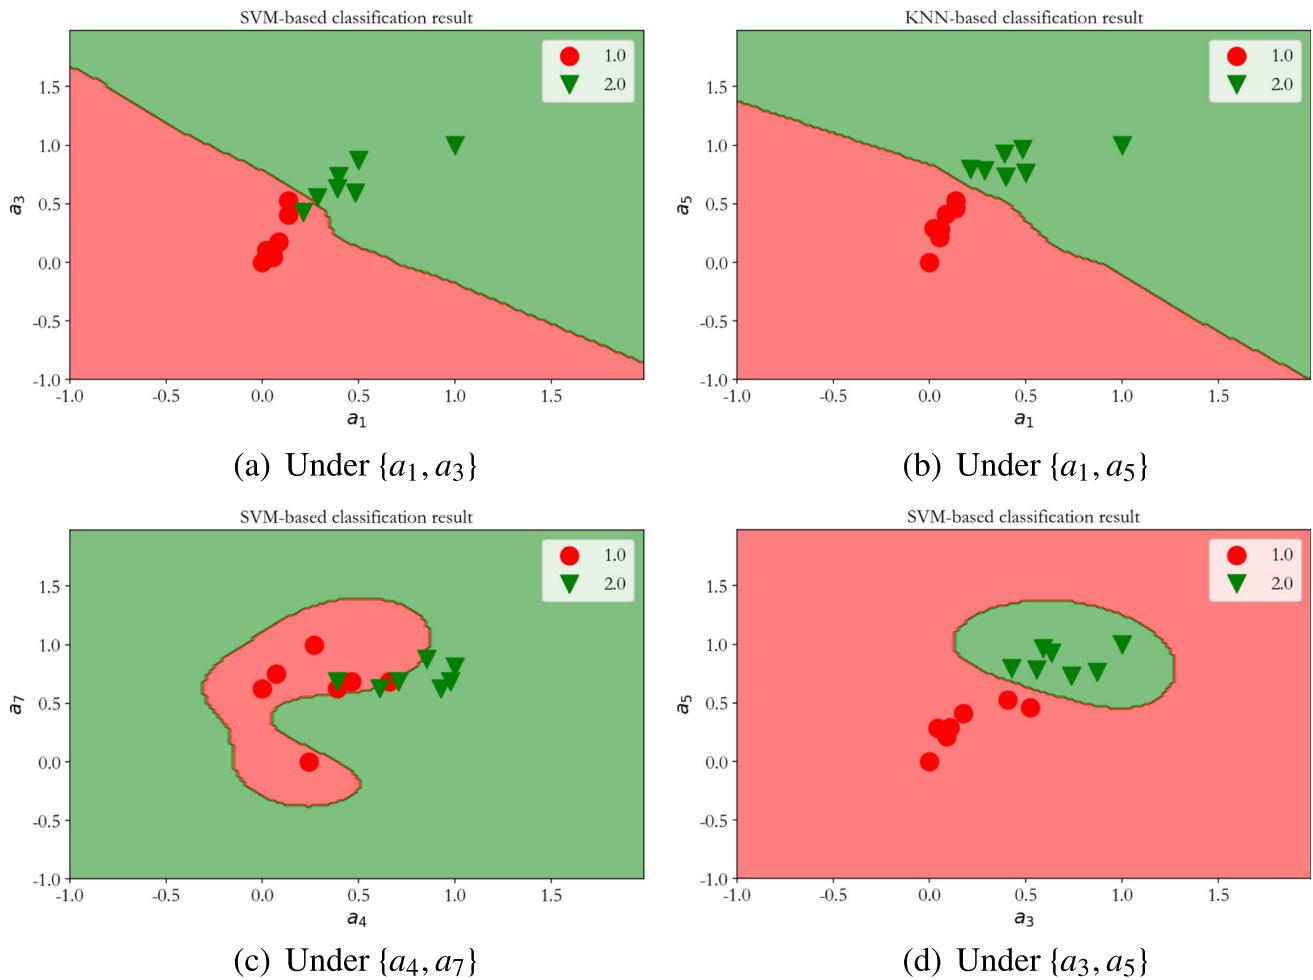 SVM-based classification result
1.0
2.0
1.5
1.0
0.5
0.0
-0.5
-1.0
a3
-1.0 -0.5 0.0 0.5 1.0 1.5
a1
(a) Under {a1, a3}
KNN-based classification result
1.0
2.0
1.5
1.0
0.5
0.0
-0.5
-1.0
a5
-1.0 -0.5 0.0 0.5 1.0 1.5
a1
(b) Under {a1, a5}
SVM-based classification result
1.0
2.0
1.5
1.0
0.5
0.0
-0.5
-1.0
a7
-1.0 -0.5 0.0 0.5 1.0 1.5
a4
(c) Under {a4, a7}
SVM-based classification result
1.0
2.0
1.5
1.0
0.5
0.0
-0.5
-1.0
a5
-1.0 -0.5 0.0 0.5 1.0 1.5
a3
(d) Under {a3, a5}